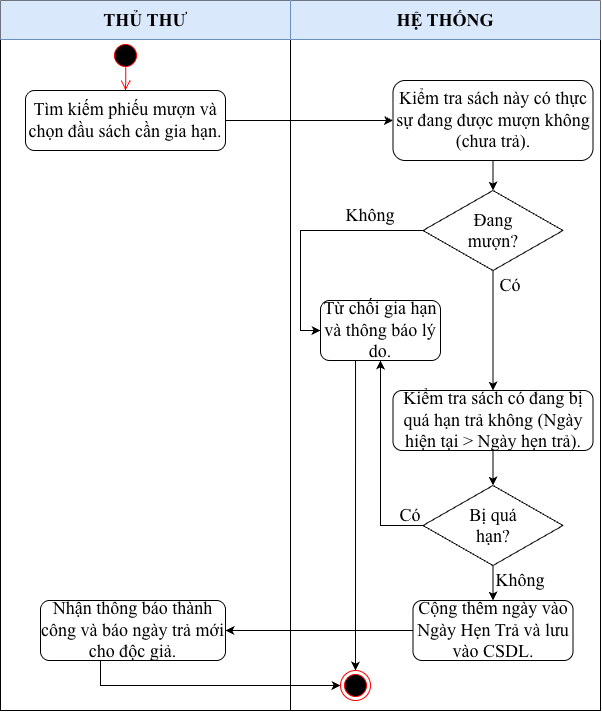 THỦ THƯ
HỆ THỐNG
Tìm kiếm phiếu mượn và
chọn đầu sách cần gia hạn.
Kiểm tra sách này có thực
sự đang được mượn không
(chưa trả).
Không
Đang
mượn?
Có
Từ chối gia hạn
và thông báo lý
do.
Kiểm tra sách có đang bị
quá hạn trả không (Ngày
hiện tại > Ngày hẹn trả).
Có
Bị quá
hạn?
Không
Nhận thông báo thành
công và báo ngày trả mới
cho độc giả.
Cộng thêm ngày vào
Ngày Hẹn Trả và lưu
vào CSDL.